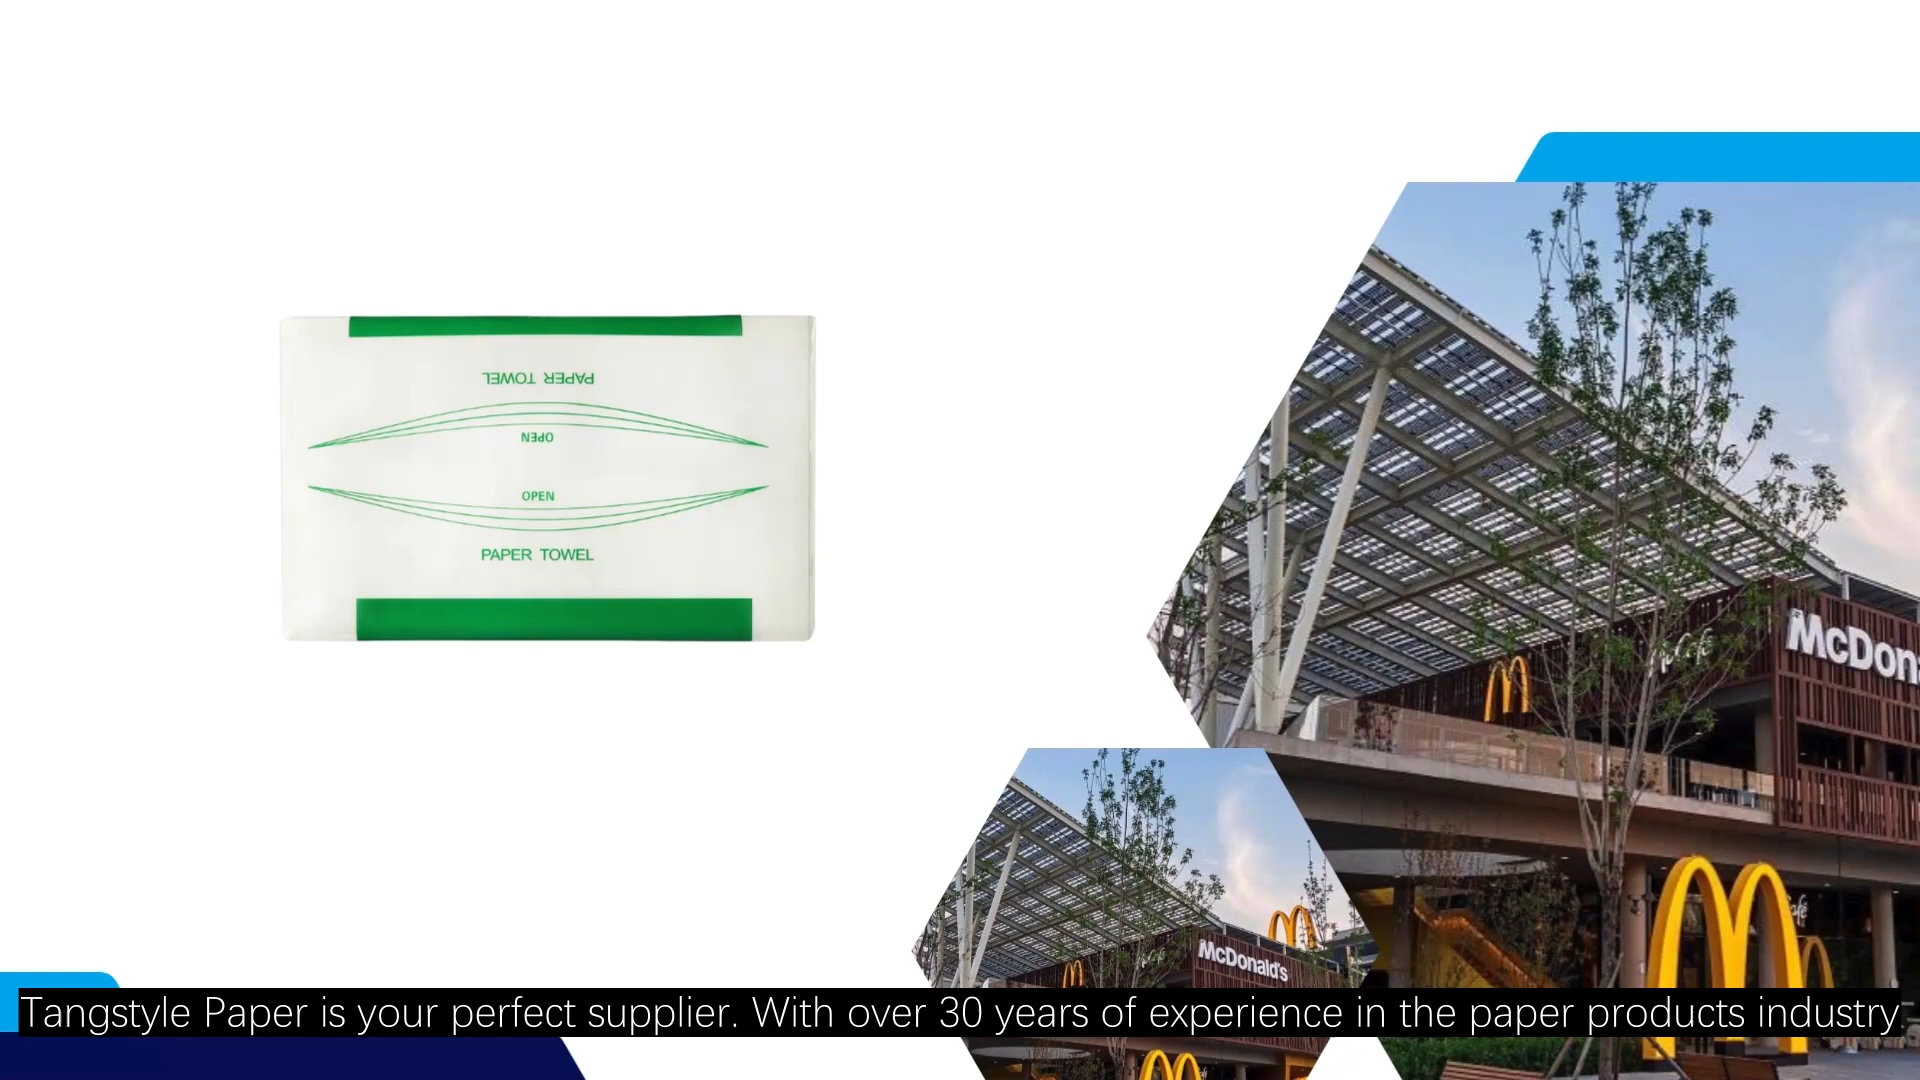 PAPER TOWEL
OPEN
OPEN
PAPER TOWEL
McDon
McDonald's
Tangstyle Paper is your perfect supplier. With over 30 years of experience in the paper products industry